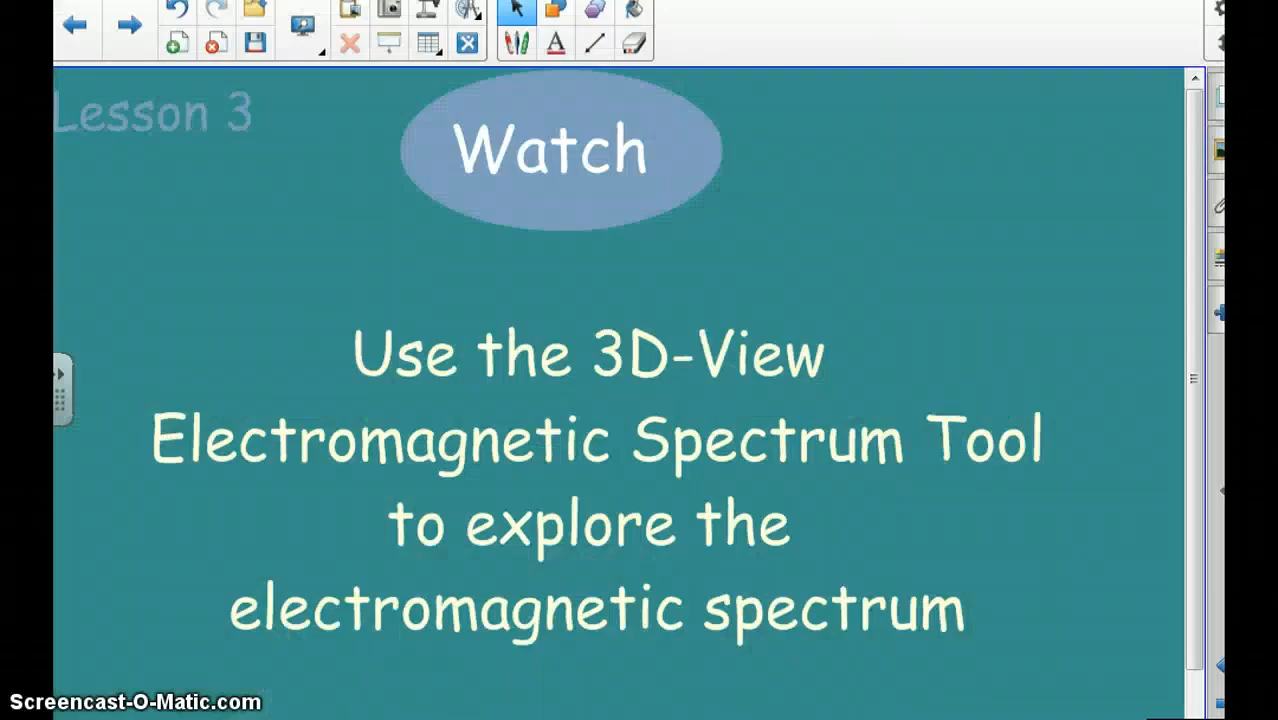 Lesson 3
Watch
Use the 3D-View
Electromagnetic Spectrum Tool
to explore the
electromagnetic spectrum
Screencast-O-Matic.com